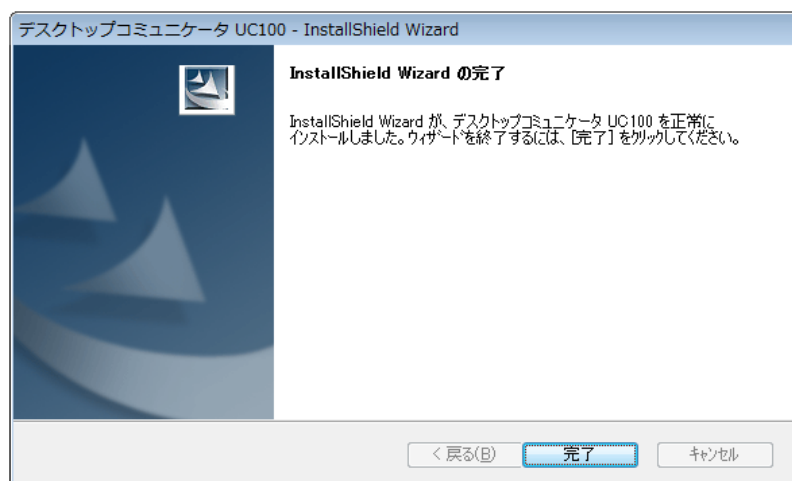 デスクトップコミュニケータ UC100 - InstallShield Wizard
InstallShield Wizard の完了
InstallShield Wizard が、デスクトップコミュニケータ UC100 を正常に
インストールしました。ウィザードを終了するには、[完了] をクリックしてください。
< 戻る(B) 完了 キャンセル